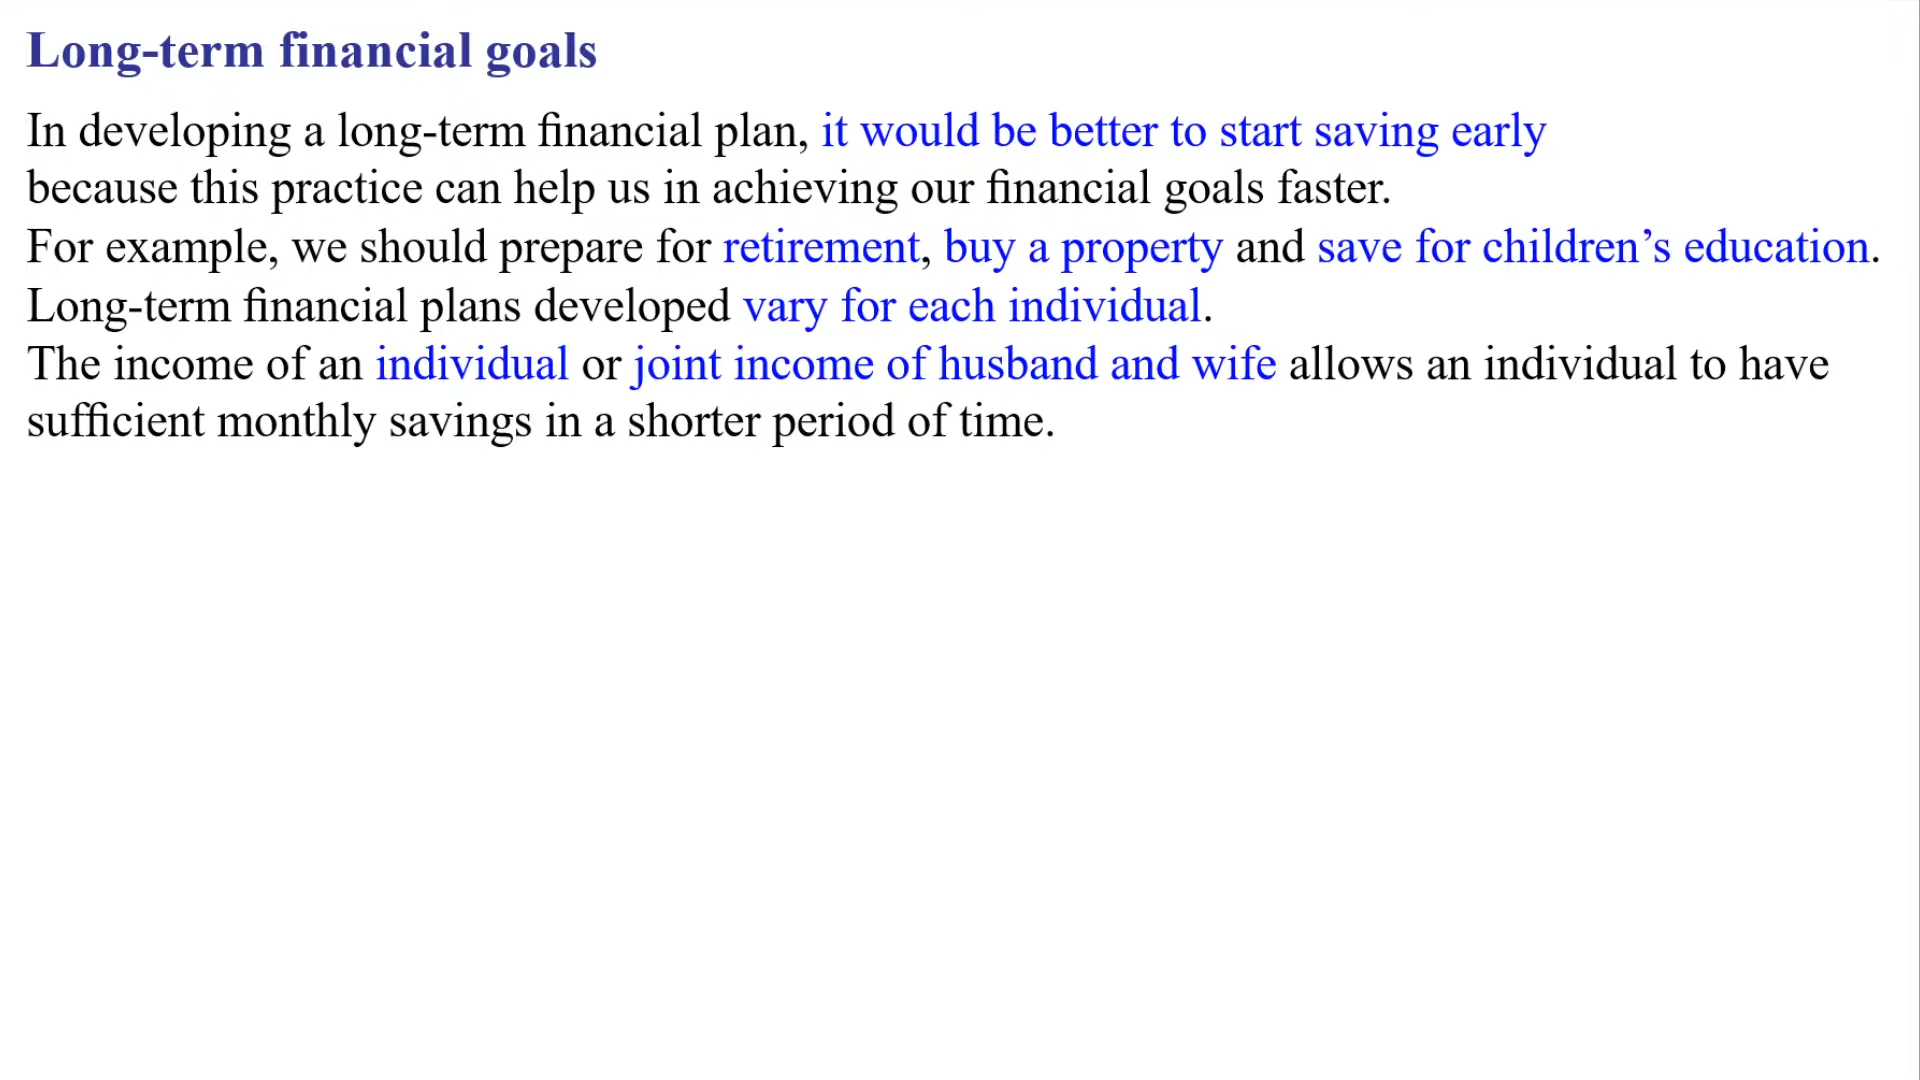 Long-term financial goals
In developing a long-term financial plan, it would be better to start saving early
because this practice can help us in achieving our financial goals faster.
For example, we should prepare for retirement, buy a property and save for children’s education.
Long-term financial plans developed vary for each individual.
The income of an individual or joint income of husband and wife allows an individual to have
sufficient monthly savings in a shorter period of time.